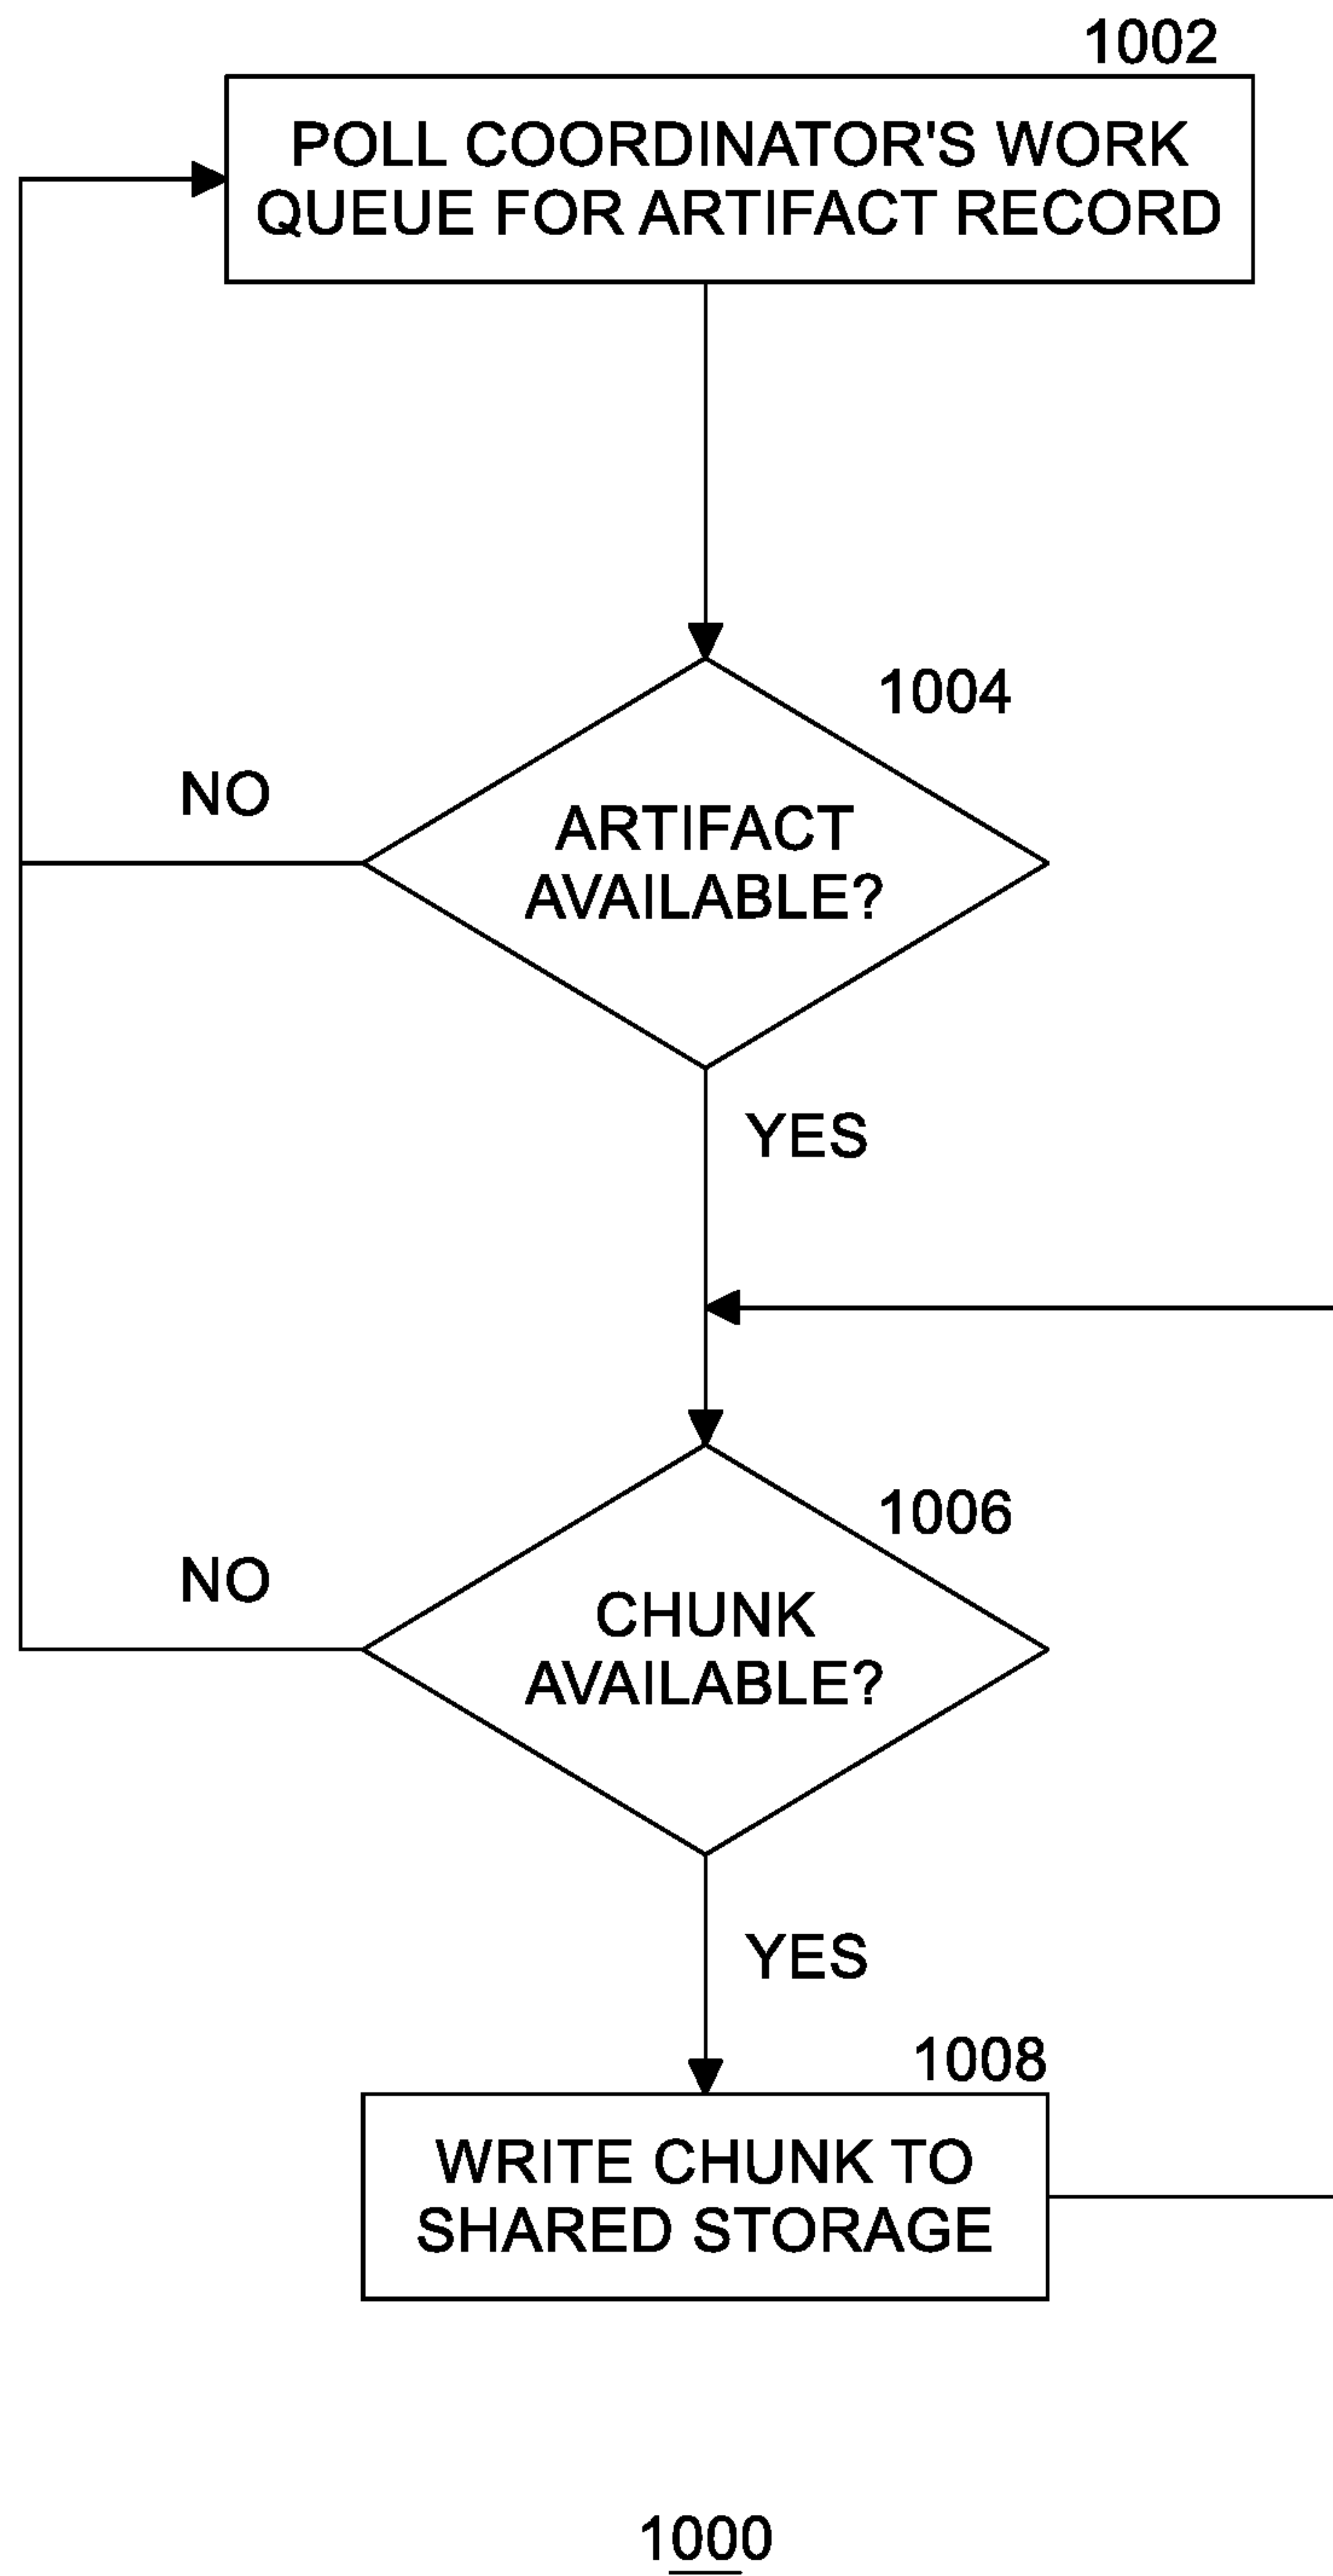 1002
POLL COORDINATOR'S WORK
QUEUE FOR ARTIFACT RECORD
1004
NO
ARTIFACT
AVAILABLE?
YES
1006
NO
CHUNK
AVAILABLE?
YES
1008
WRITE CHUNK TO
SHARED STORAGE
1000